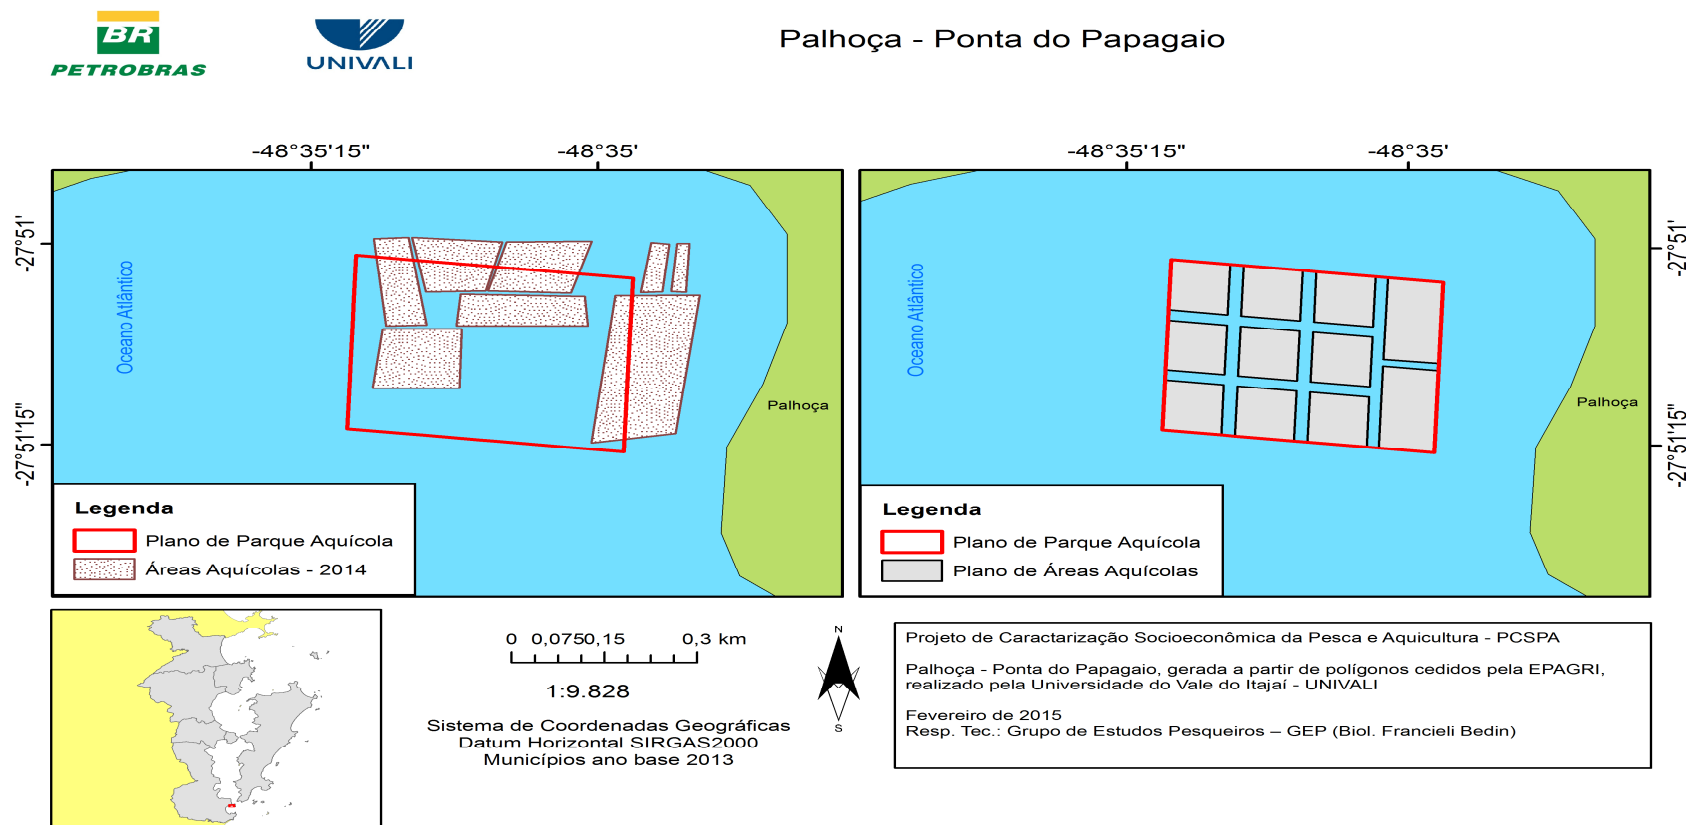 BR
PETROBRAS
UNIVALI
Palhoça - Ponta do Papagaio
-48°35'15"
-48°35'
-48°35'15"
-48°35'
-27°51'
-27°51'15"
Oceano Atlântico
Palhoça
Legenda
Plano de Parque Aquícola
Áreas Aquícolas - 2014
Oceano Atlântico
Palhoça
-27°51'
-27°51'15"
Legenda
Plano de Parque Aquícola
Plano de Áreas Aquícolas
0 0,0750,15 0,3 km
1:9.828
Sistema de Coordenadas Geográficas
Datum Horizontal SIRGAS2000
Municípios ano base 2013
N
S
Projeto de Caractarização Socioeconômica da Pesca e Aquicultura - PCSPA
Palhoça - Ponta do Papagaio, gerada a partir de polígonos cedidos pela EPAGRI,
realizado pela Universidade do Vale do Itajaí - UNIVALI
Fevereiro de 2015
Resp. Tec.: Grupo de Estudos Pesqueiros – GEP (Biol. Francieli Bedin)